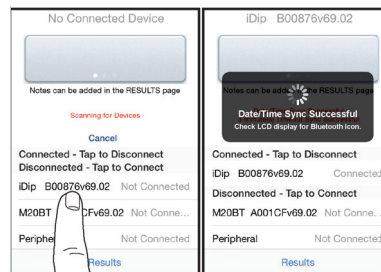 No Connected Device
Notes can be added in the RESULTS page
Scanning for Devices
Cancel
Connected - Tap to Disconnect
Disconnected - Tap to Connect
iDip B00876v69.02 Not Connected
M20BT CFv69.02 Not Conne...
Peripher Not Connected
Results
iDip B00876v69.02
Notes can be added in the RESULTS page
Date/Time Sync Successful
Check LCD display for Bluetooth icon.
Connected - Tap to Disconnect
iDip B00876v69.02 Connected
Disconnected - Tap to Connect
M20BT A001CFv69.02 Not Conne...
Peripheral Not Connected
Results